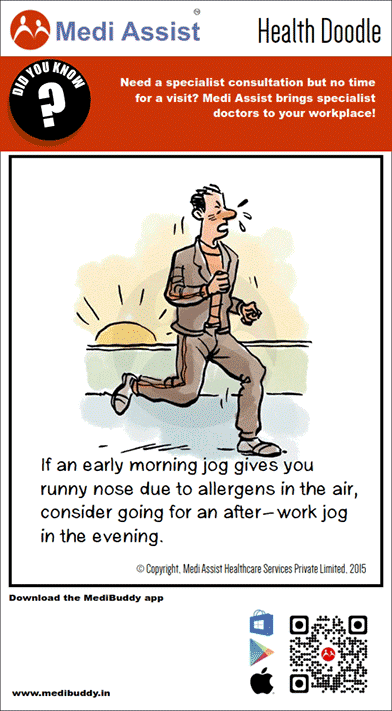 Medi Assist
TM
Health Doodle
DID YOU KNOW
?
Need a specialist consultation but no time
for a visit? Medi Assist brings specialist
doctors to your workplace!
If an early morning jog gives you
runny nose due to allergens in the air,
consider going for an after-work jog
in the evening.
© Copyright, Medi Assist Healthcare Services Private Limited, 2015
Download the MediBuddy app
www.medibuddy.in